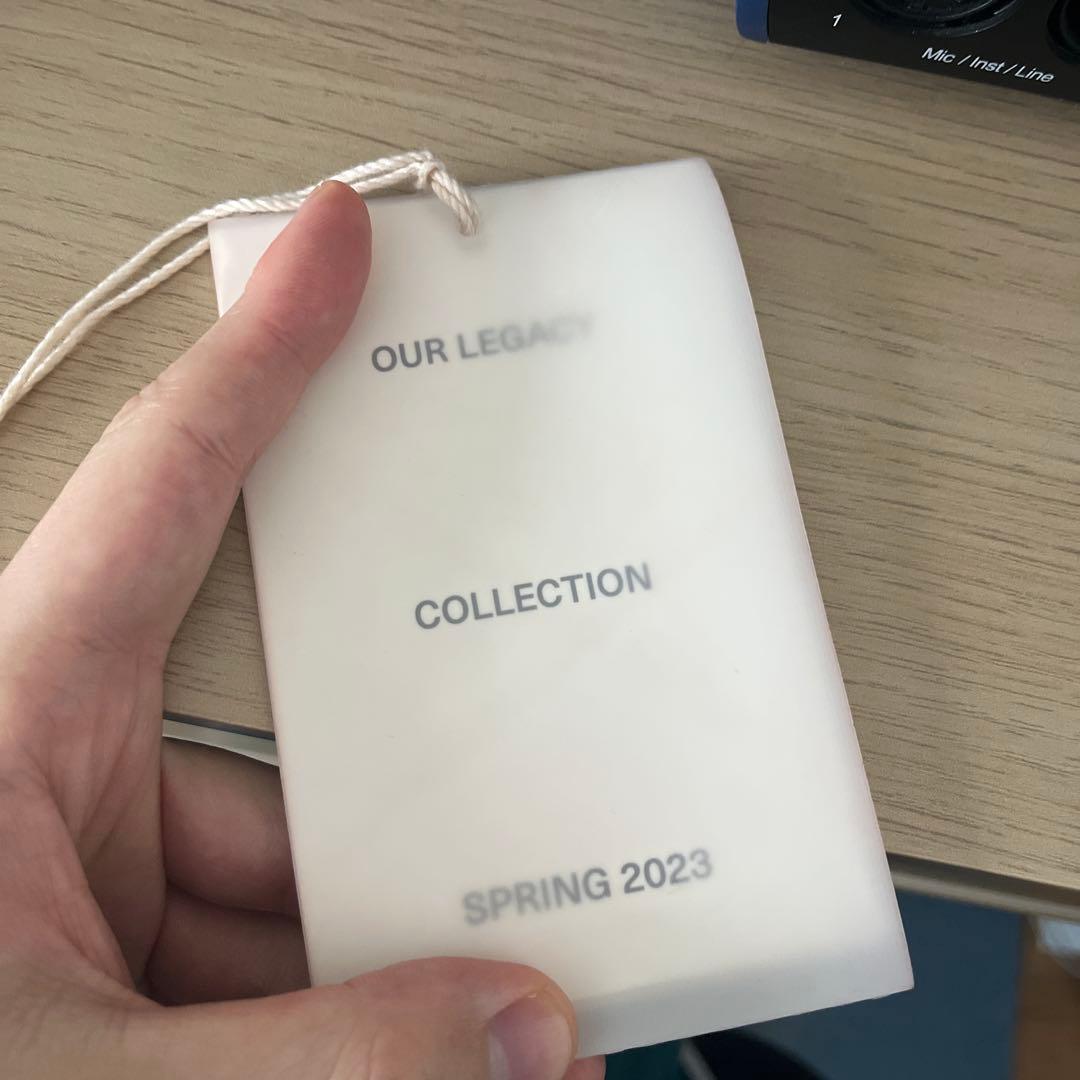 1
Mic / Inst / Line
OUR LEGACY
COLLECTION
SPRING 2023